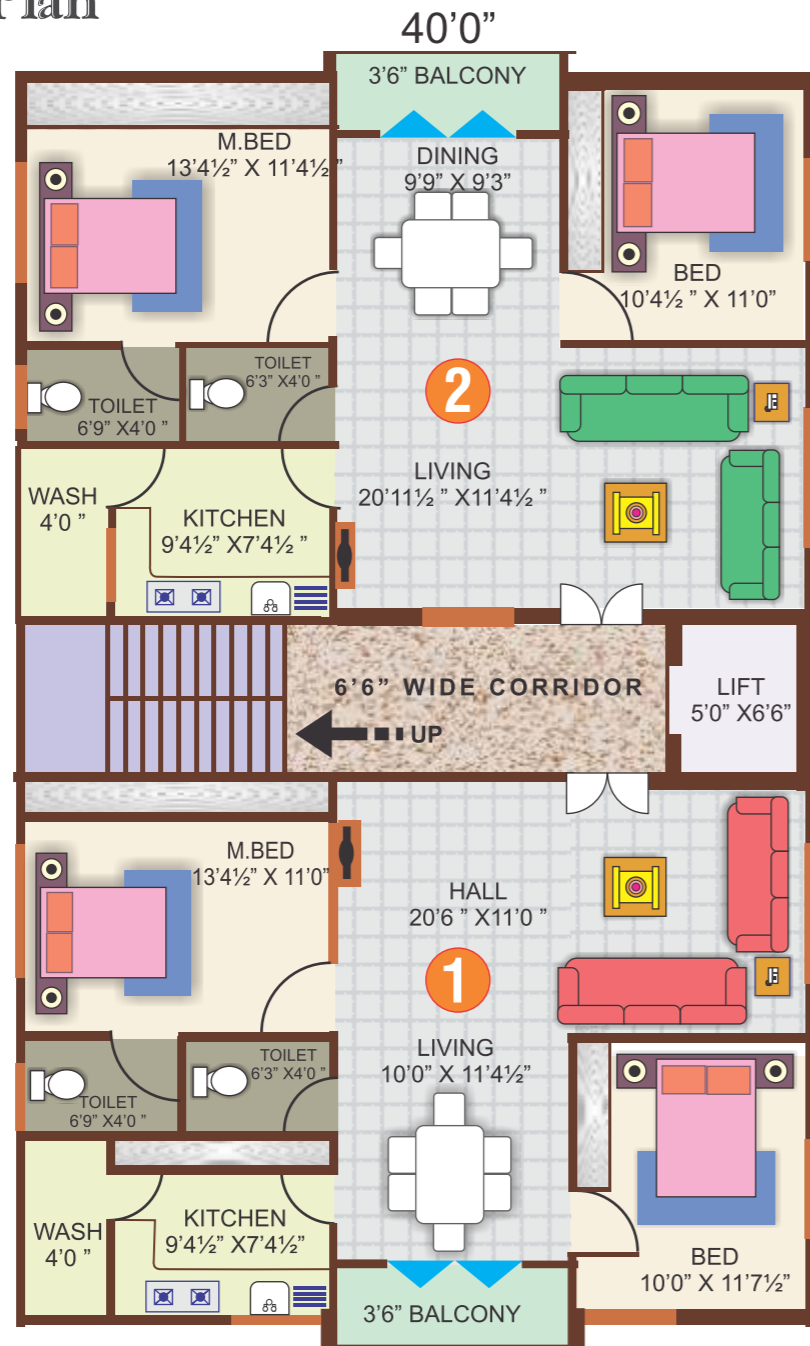 Plan
40’0”
3’6” BALCONY
M.BED
13’4½” X 11’4½”
DINING
9’9” X 9’3”
BED
10’4½ ” X 11’0”
TOILET
6’3” X4’0 ”
TOILET
6’9” X4’0 ”
2
LIVING
20’11½ ” X11’4½ ”
WASH
4’0 ”
KITCHEN
9’4½” X7’4½ ”
6’6” WIDE CORRIDOR
UP
LIFT
5’0” X6’6”
M.BED
13’4½” X 11’0”
HALL
20’6 ” X11’0 ”
1
LIVING
10’0” X 11’4½”
TOILET
6’3” X4’0 ”
TOILET
6’9” X4’0 ”
WASH
4’0 ”
KITCHEN
9’4½” X7’4½”
BED
10’0” X 11’7½”
3’6” BALCONY